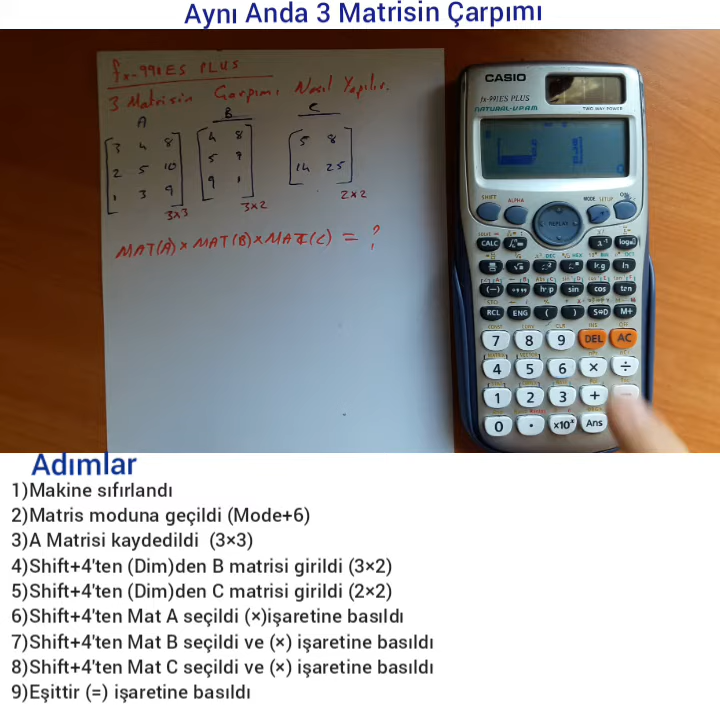 Aynı Anda 3 Matrisin Çarpımı
fx-991ES PLUS
3 Matrisin Çarpımı Nasıl Yapılır.
A B C
3 4 8 4 8 5 8
2 5 10 5 9 14 25
1 3 9 9 1
3x3 3x2 2x2
MAT(A)x MAT(B)xMAT(C) = ?
CASIO
fx-991ES PLUS
NATURAL-V.P.A.M.
TWO WAY POWER
SHIFT ALPHA MODE SETUP ON
REPLAY
CALC
hyp sin cos tan
RCL ENG ( ) S⇔D M+
7 8 9 DEL AC
4 5 6 × ÷
1 2 3 +
0 . ×10ˣ Ans
Adımlar
1)Makine sıfırlandı
2)Matris moduna geçildi (Mode+6)
3)A Matrisi kaydedildi (3×3)
4)Shift+4'ten (Dim)den B matrisi girildi (3×2)
5)Shift+4'ten (Dim)den C matrisi girildi (2×2)
6)Shift+4'ten Mat A seçildi (×)işaretine basıldı
7)Shift+4'ten Mat B seçildi ve (×) işaretine basıldı
8)Shift+4'ten Mat C seçildi ve (×) işaretine basıldı
9)Eşittir (=) işaretine basıldı